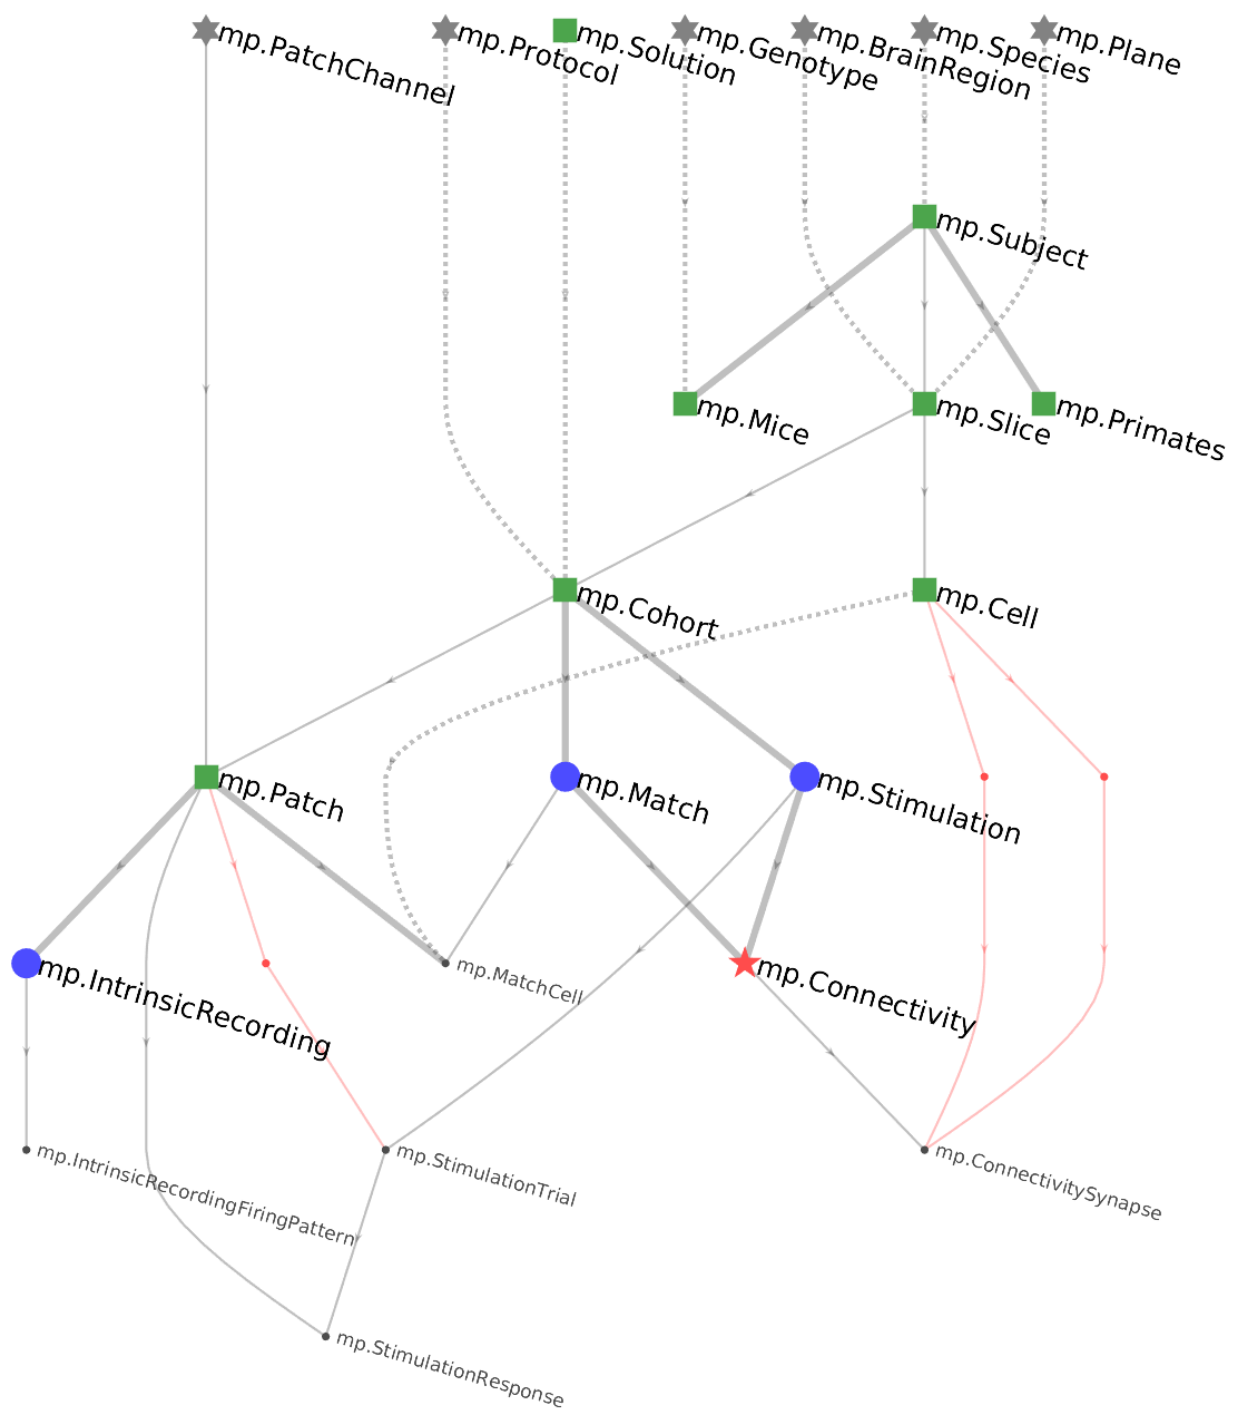 mp.PatchChannel
mp.Protocol
mp.Solution
mp.Genotype
mp.BrainRegion
mp.Species
mp.Plane
mp.Subject
mp.Mice
mp.Slice
mp.Primates
mp.Cohort
mp.Cell
mp.Patch
mp.Match
mp.Stimulation
mp.IntrinsicRecording
mp.MatchCell
mp.Connectivity
mp.IntrinsicRecordingFiringPattern
mp.StimulationTrial
mp.ConnectivitySynapse
mp.StimulationResponse